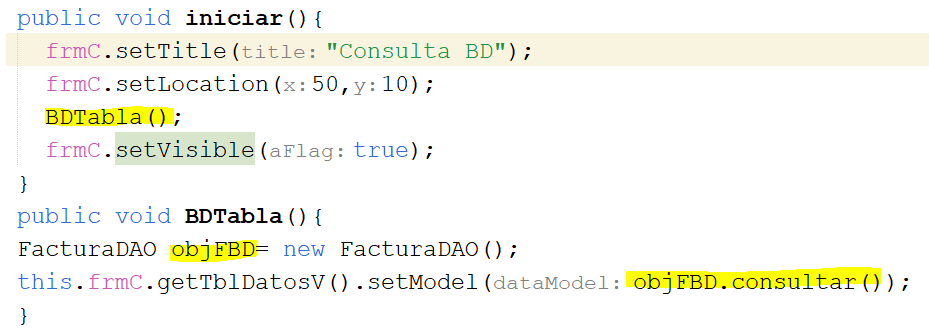 public void iniciar(){
frmC.setTitle(title: "Consulta BD");
frmC.setLocation(x: 50, y: 10);
BDTabla();
frmC.setVisible(aFlag: true);
}
public void BDTabla(){
FacturaDAO objFBD= new FacturaDAO();
this.frmC.getTblDatosV().setModel(dataModel: objFBD.consultar());
}